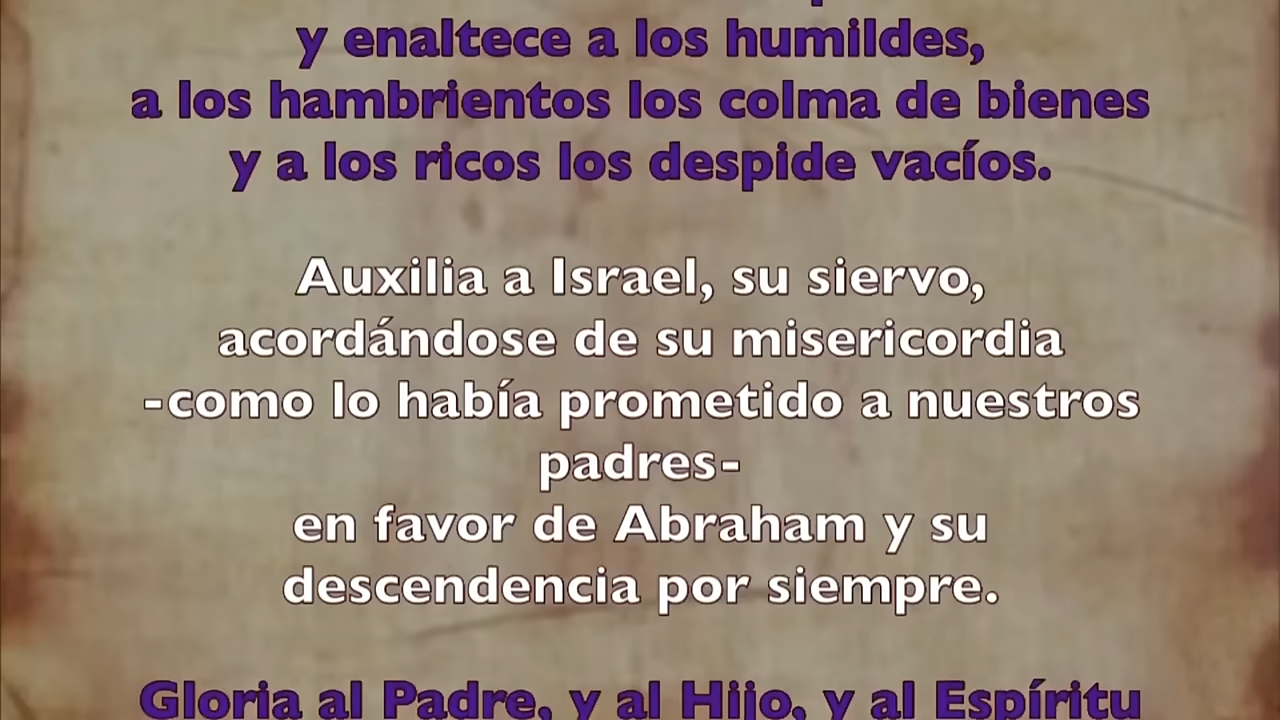 y enaltece a los humildes,
a los hambrientos los colma de bienes
y a los ricos los despide vacíos.
Auxilia a Israel, su siervo,
acordándose de su misericordia
-como lo había prometido a nuestros
padres-
en favor de Abraham y su
descendencia por siempre.
Gloria al Padre, y al Hijo, y al Espíritu